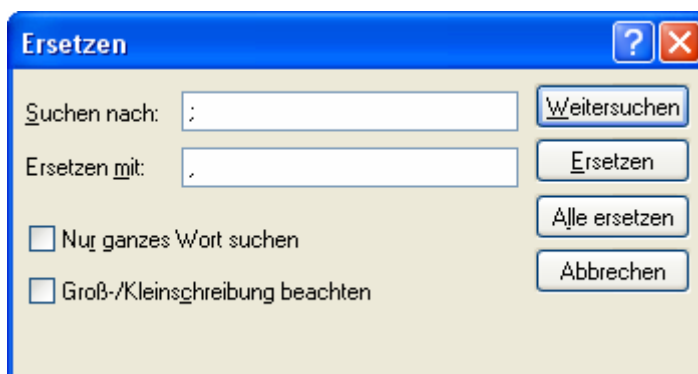 Ersetzen
Suchen nach: ;
Weitersuchen
Ersetzen mit: ,
Ersetzen
Alle ersetzen
Nur ganzes Wort suchen
Abbrechen
Groß-/Kleinschreibung beachten